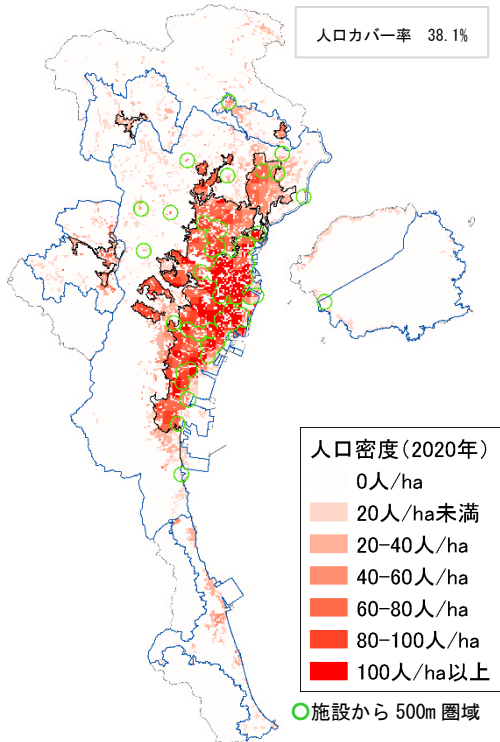 人口カバー率 38.1%
人口密度(2020年)
0人/ha
20人/ha未満
20-40人/ha
40-60人/ha
60-80人/ha
80-100人/ha
100人/ha以上
施設から500m圏域